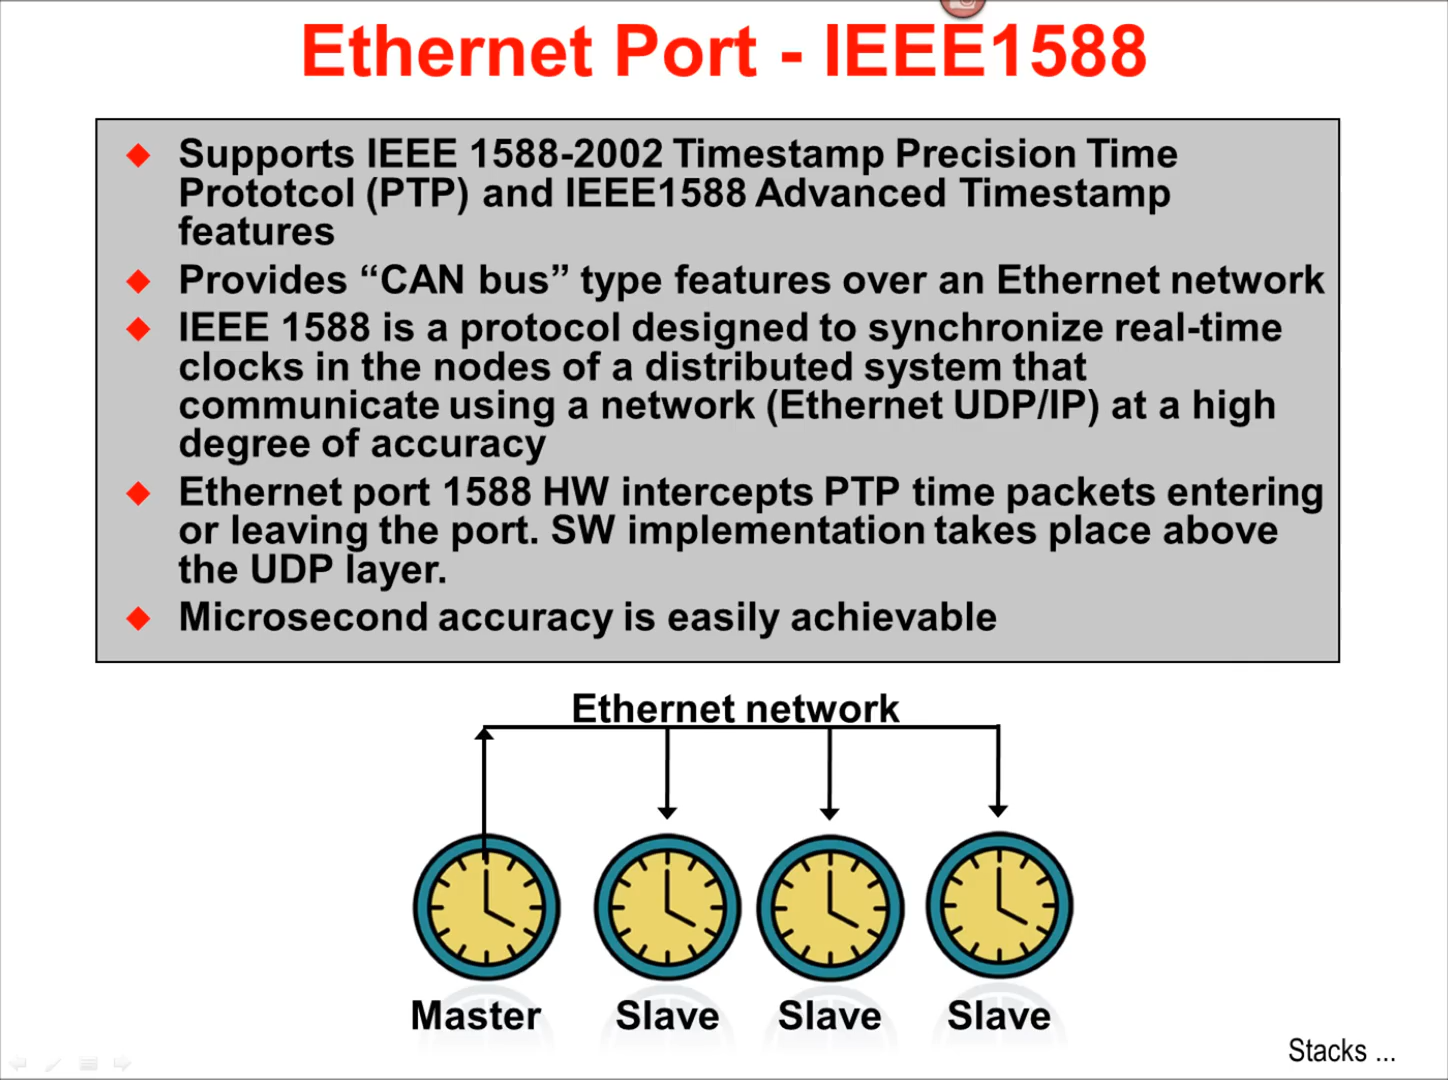 Ethernet Port - IEEE1588
Supports IEEE 1588-2002 Timestamp Precision Time
Prototcol (PTP) and IEEE1588 Advanced Timestamp
features
Provides “CAN bus” type features over an Ethernet network
IEEE 1588 is a protocol designed to synchronize real-time
clocks in the nodes of a distributed system that
communicate using a network (Ethernet UDP/IP) at a high
degree of accuracy
Ethernet port 1588 HW intercepts PTP time packets entering
or leaving the port. SW implementation takes place above
the UDP layer.
Microsecond accuracy is easily achievable
Ethernet network
Master Slave Slave Slave
Stacks ...